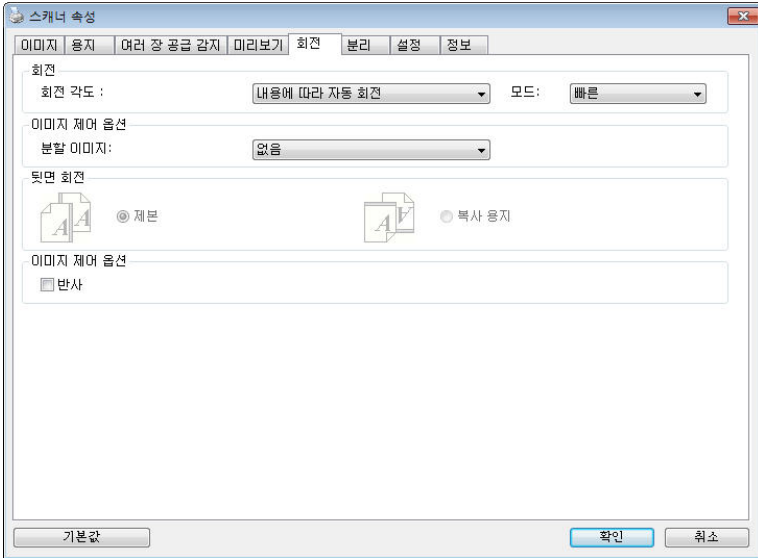 스캐너 속성
이미지 용지 여러 장 공급 감지 미리보기 회전 분리 설정 정보
회전
회전 각도 : 내용에 따라 자동 회전 모드: 빠른
이미지 제어 옵션
분할 이미지: 없음
뒷면 회전
A A 제본 A A 복사 용지
이미지 제어 옵션
반사
기본값 확인 취소